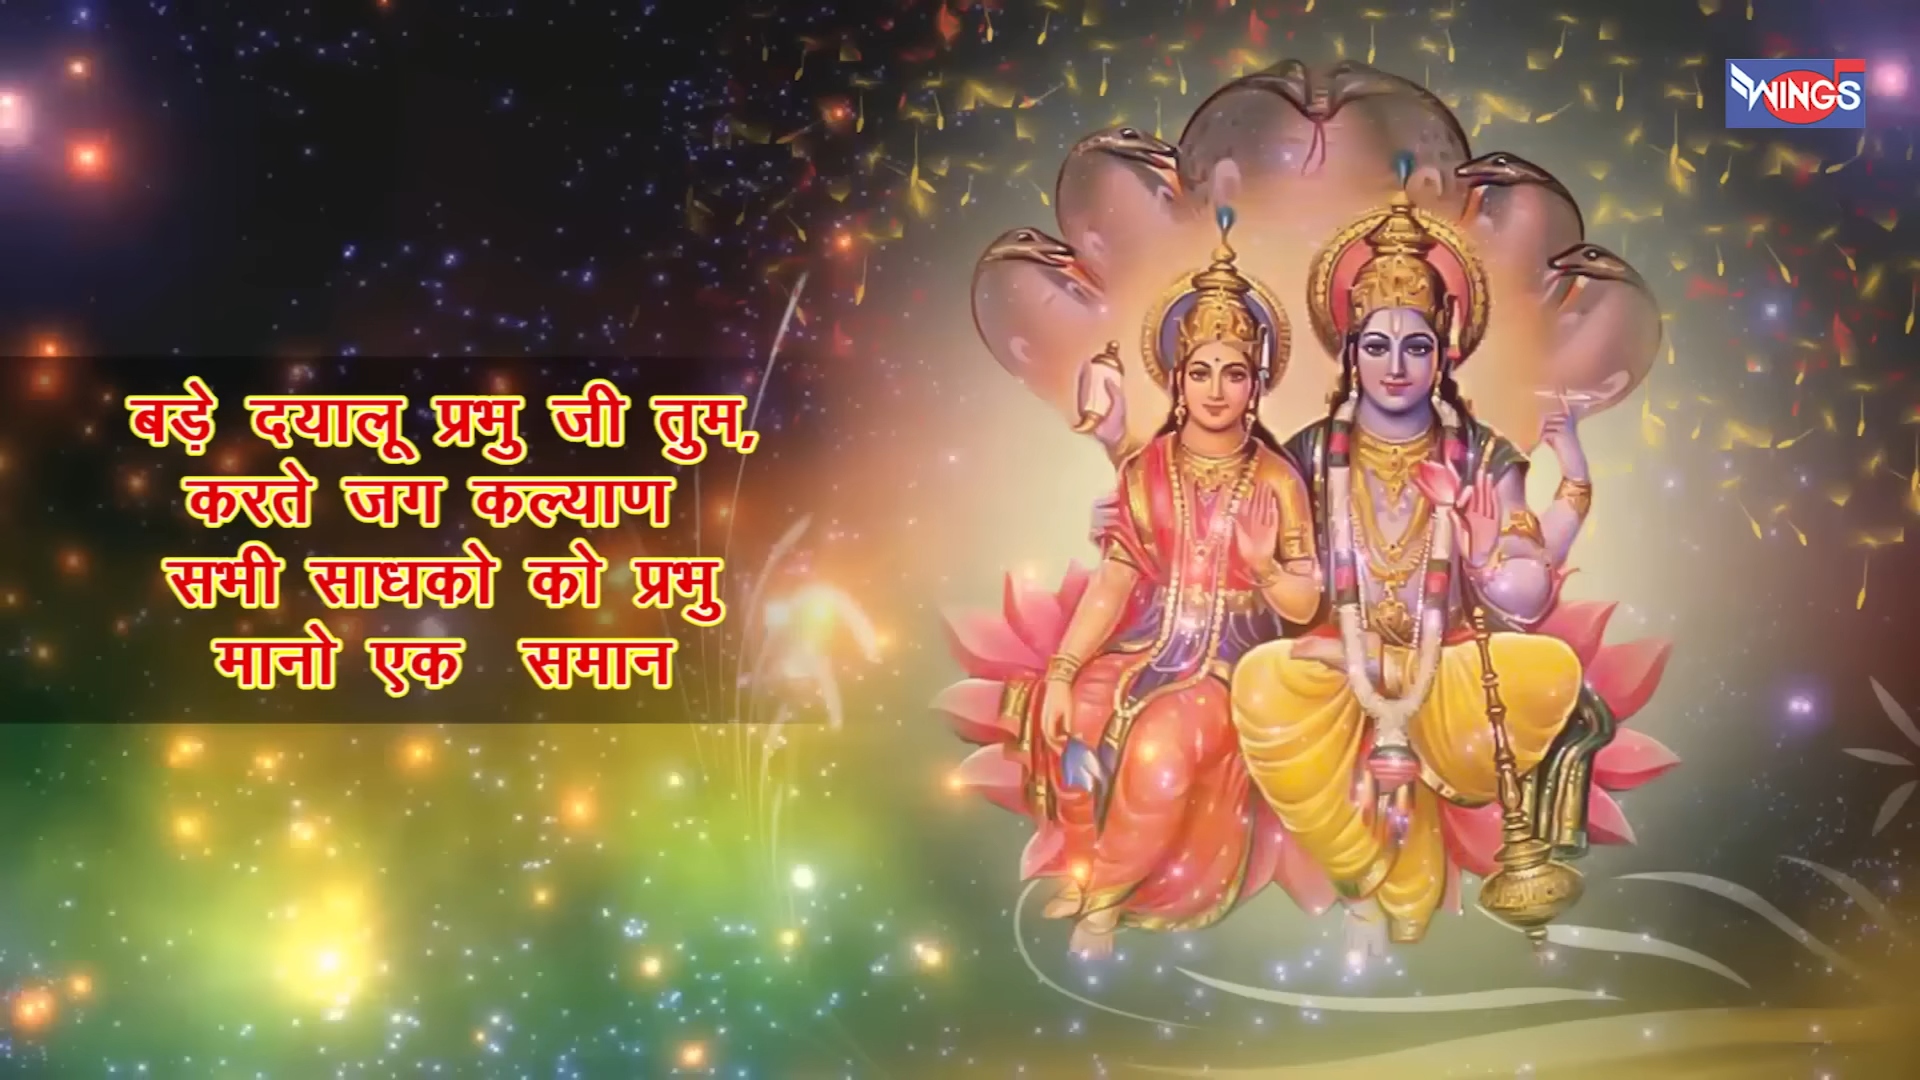 WINGS
बड़े दयालू प्रभु जी तुम,
करते जग कल्याण
सभी साधको को प्रभु
मानो एक समान